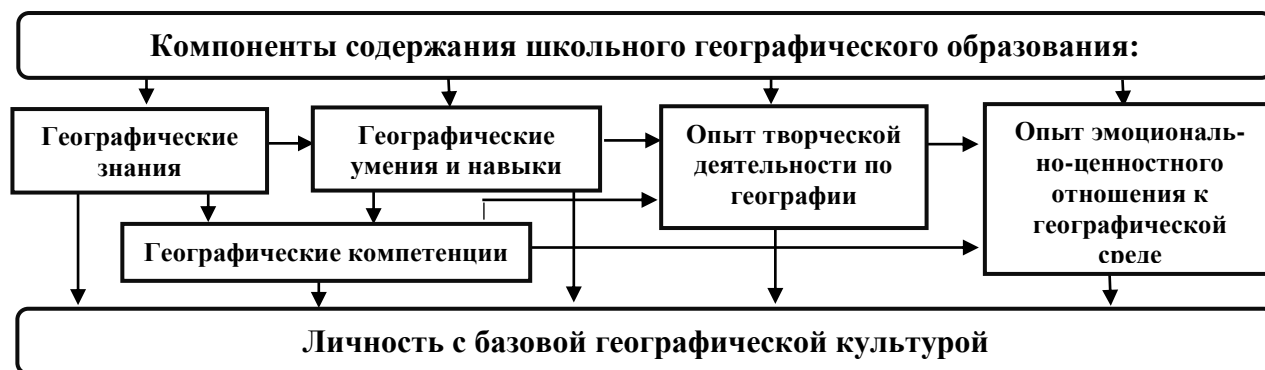 Компоненты содержания школьного географического образования:
Географические
знания
Географические
умения и навыки
Опыт творческой
деятельности по
географии
Опыт эмоциональ-
но-ценностного
отношения к
географической
среде
Географические компетенции
Личность с базовой географической культурой